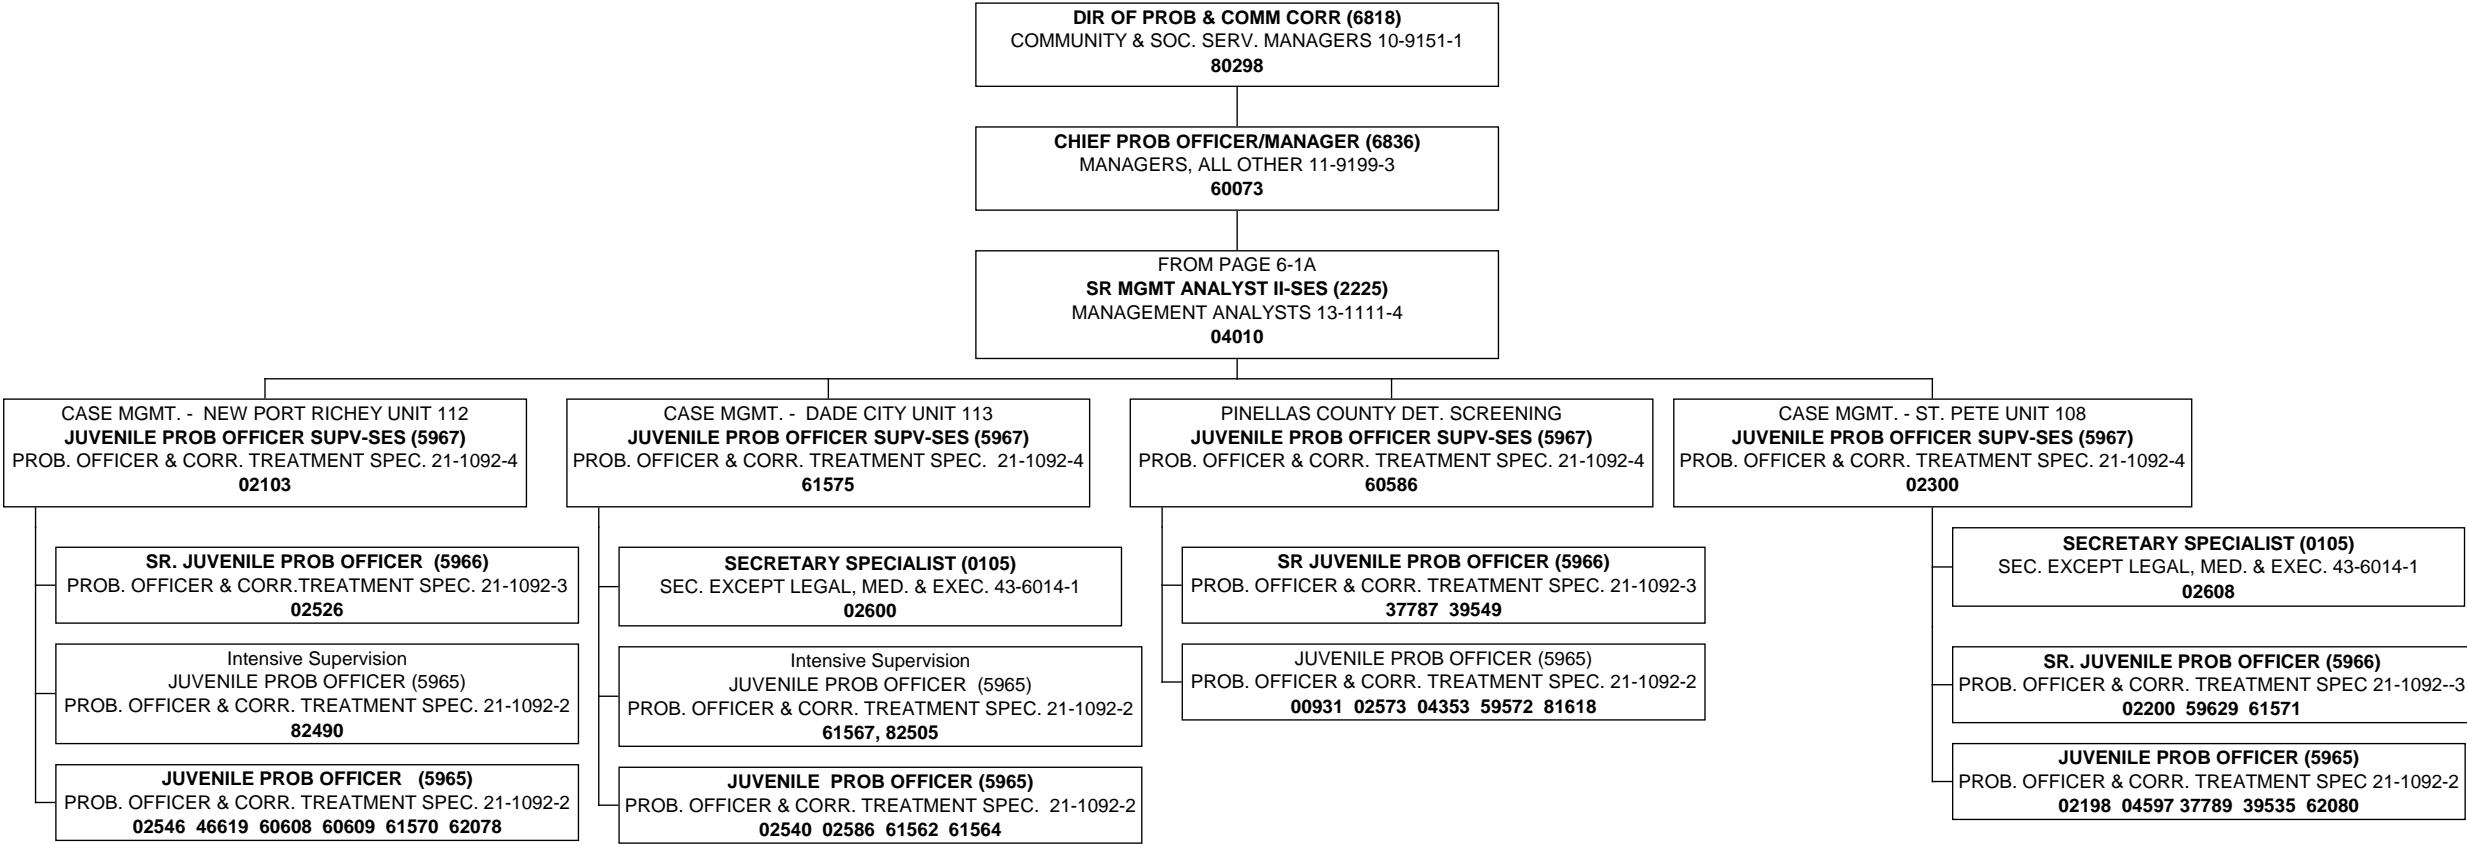 DIR OF PROB & COMM CORR (6818)
COMMUNITY & SOC. SERV. MANAGERS 10-9151-1
80298
CHIEF PROB OFFICER/MANAGER (6836)
MANAGERS, ALL OTHER 11-9199-3
60073
FROM PAGE 6-1A
SR MGMT ANALYST II-SES (2225)
MANAGEMENT ANALYSTS 13-1111-4
04010
CASE MGMT. - NEW PORT RICHEY UNIT 112
JUVENILE PROB OFFICER SUPV-SES (5967)
PROB. OFFICER & CORR. TREATMENT SPEC. 21-1092-4
02103
SR. JUVENILE PROB OFFICER (5966)
PROB. OFFICER & CORR.TREATMENT SPEC. 21-1092-3
02526
Intensive Supervision
JUVENILE PROB OFFICER (5965)
PROB. OFFICER & CORR. TREATMENT SPEC. 21-1092-2
82490
JUVENILE PROB OFFICER (5965)
PROB. OFFICER & CORR. TREATMENT SPEC. 21-1092-2
02546 46619 60608 60609 61570 62078
CASE MGMT. - DADE CITY UNIT 113
JUVENILE PROB OFFICER SUPV-SES (5967)
PROB. OFFICER & CORR. TREATMENT SPEC. 21-1092-4
61575
SECRETARY SPECIALIST (0105)
SEC. EXCEPT LEGAL, MED. & EXEC. 43-6014-1
02600
Intensive Supervision
JUVENILE PROB OFFICER (5965)
PROB. OFFICER & CORR. TREATMENT SPEC. 21-1092-2
61567, 82505
JUVENILE PROB OFFICER (5965)
PROB. OFFICER & CORR. TREATMENT SPEC. 21-1092-2
02540 02586 61562 61564
PINELLAS COUNTY DET. SCREENING
JUVENILE PROB OFFICER SUPV-SES (5967)
PROB. OFFICER & CORR. TREATMENT SPEC. 21-1092-4
60586
SR JUVENILE PROB OFFICER (5966)
PROB. OFFICER & CORR. TREATMENT SPEC. 21-1092-3
37787 39549
JUVENILE PROB OFFICER (5965)
PROB. OFFICER & CORR. TREATMENT SPEC. 21-1092-2
00931 02573 04353 59572 81618
CASE MGMT. - ST. PETE UNIT 108
JUVENILE PROB OFFICER SUPV-SES (5967)
PROB. OFFICER & CORR. TREATMENT SPEC. 21-1092-4
02300
SECRETARY SPECIALIST (0105)
SEC. EXCEPT LEGAL, MED. & EXEC. 43-6014-1
02608
SR. JUVENILE PROB OFFICER (5966)
PROB. OFFICER & CORR. TREATMENT SPEC 21-1092--3
02200 59629 61571
JUVENILE PROB OFFICER (5965)
PROB. OFFICER & CORR. TREATMENT SPEC 21-1092-2
02198 04597 37789 39535 62080